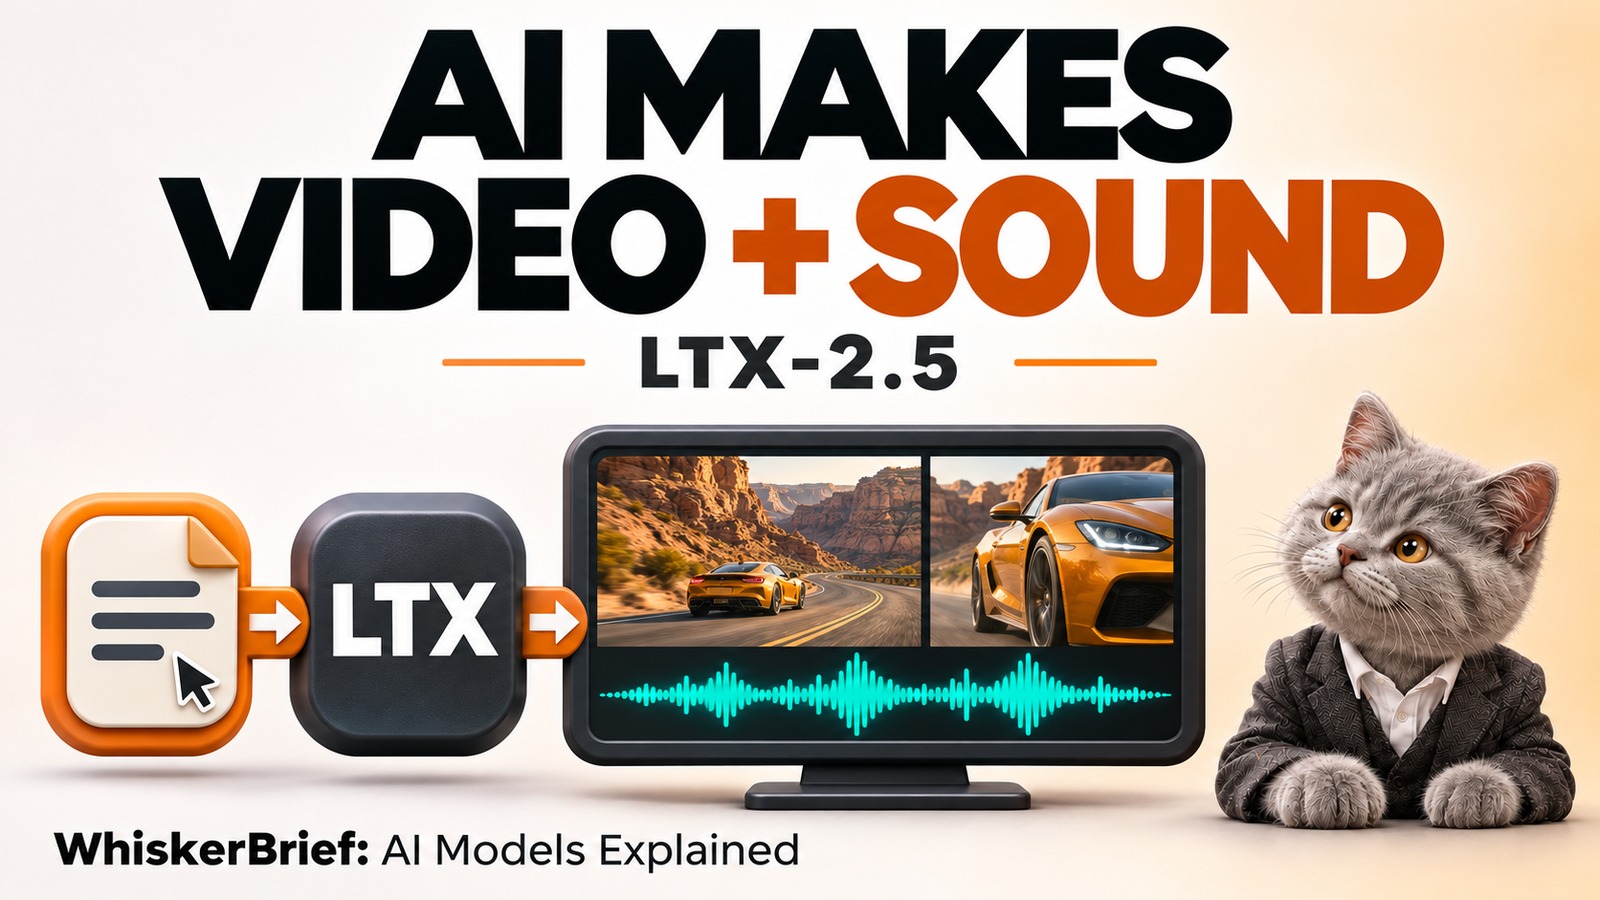 AI MAKES
VIDEO + SOUND
LTX-2.5
LTX
WhiskerBrief: AI Models Explained